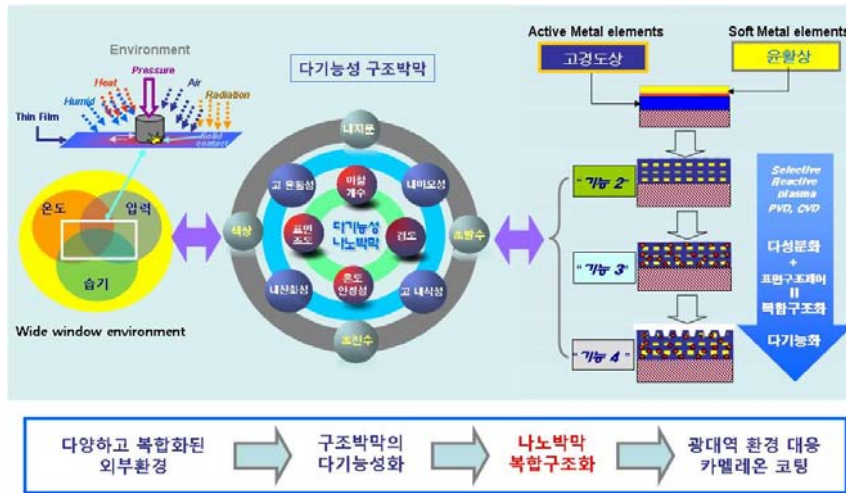 Environment
Pressure
Heat
Air
Humid
Radiation
Thin Film
Solid contact
온도
압력
습기
Wide window environment
다기능성 구조박막
내지문
고 윤활성
마찰
계수
내마모성
색상
표면
조도
다기능성
나노박막
경도
초발수
내산화성
온도
안정성
고 내식성
초친수
Active Metal elements
Soft Metal elements
고경도상
윤활상
"기능 2"
"기능 3"
"기능 4"
Selective
Reactive
plasma
PVD, CVD
다성분화
+
표면구조제어
=
복합구조화
다기능화
다양하고 복합화된
외부환경
구조박막의
다기능성화
나노박막
복합구조화
광대역 환경 대응
카멜레온 코팅